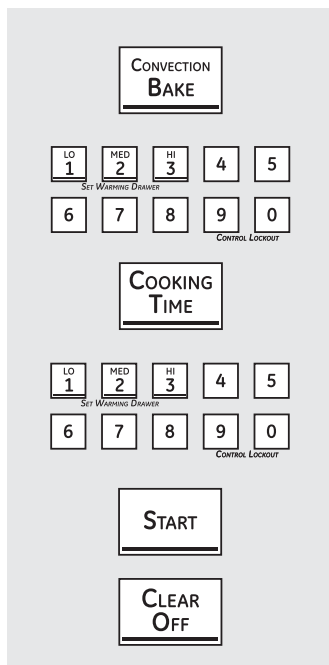 CONVECTION
BAKE
LO MED HI
1 2 3 4 5
SET WARMING DRAWER
6 7 8 9 0
CONTROL LOCKOUT
COOKING
TIME
LO MED HI
1 2 3 4 5
SET WARMING DRAWER
6 7 8 9 0
CONTROL LOCKOUT
START
CLEAR
OFF